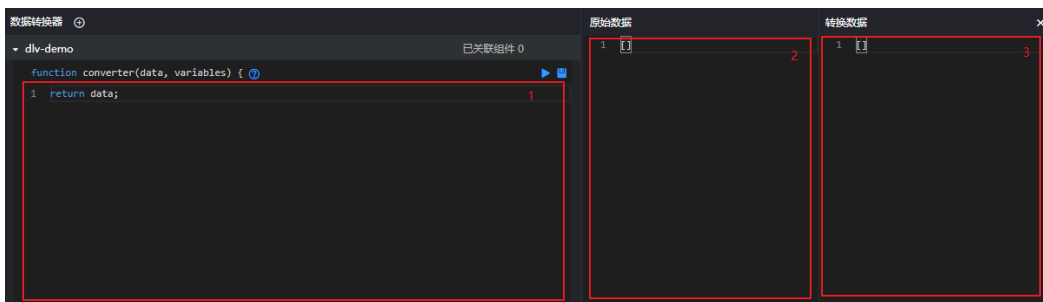 数据转换器
dlv-demo 已关联组件 0
function converter(data, variables) {
1 return data;
1
原始数据
1 []
2
转换数据
1 []
3